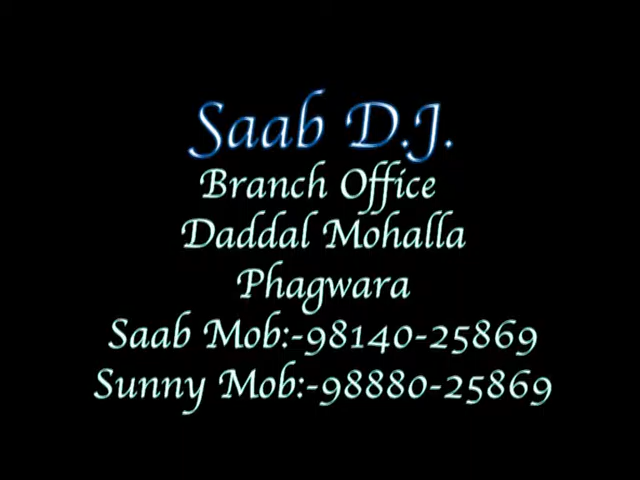 Saab D.J.
Branch Office
Daddal Mohalla
Phagwara
Saab Mob:-98140-25869
Sunny Mob:-98880-25869